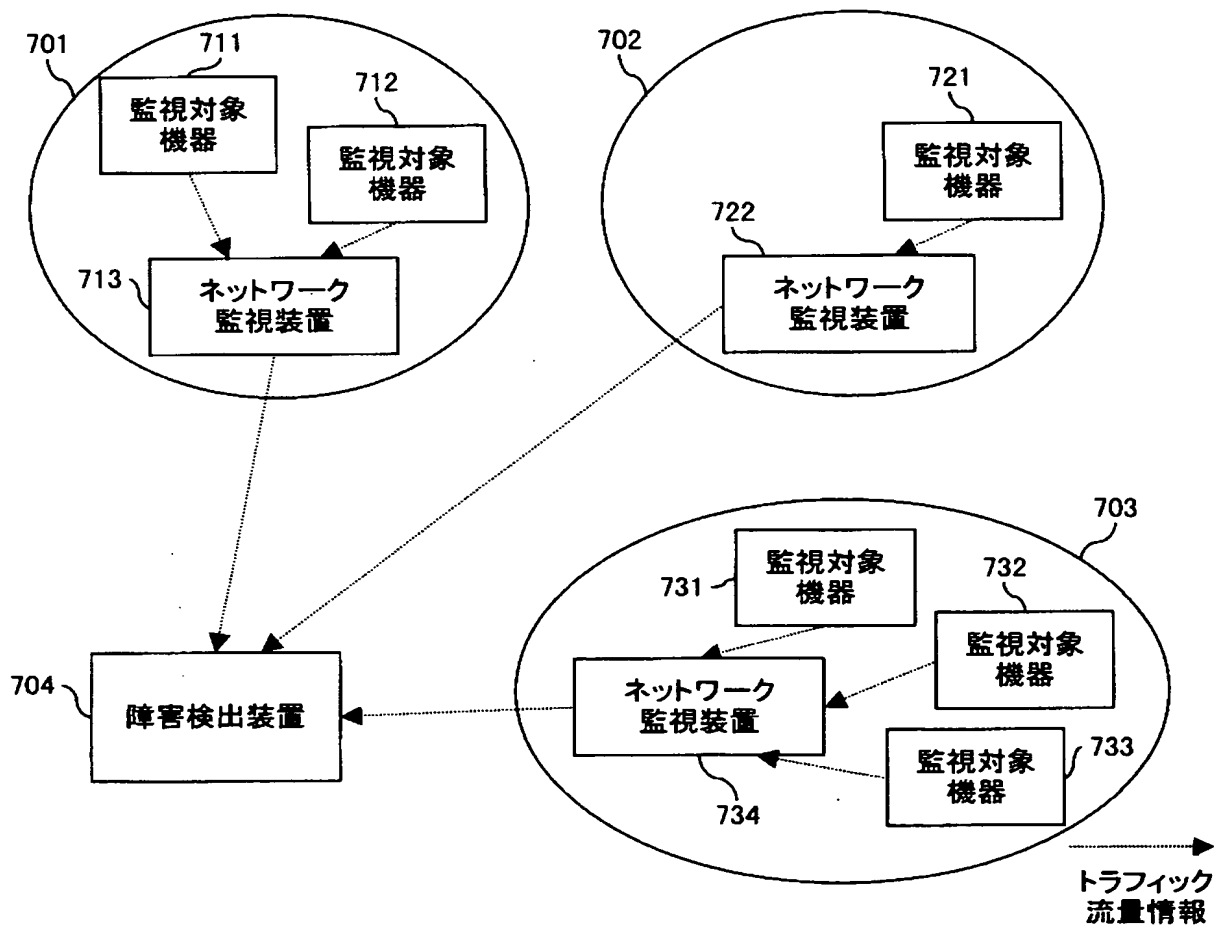 701
711
監視対象
機器
712
監視対象
機器
713
ネットワーク
監視装置
702
721
監視対象
機器
722
ネットワーク
監視装置
703
731
監視対象
機器
732
監視対象
機器
704
障害検出装置
ネットワーク
監視装置
734
監視対象
機器
733
トラフィック
流量情報